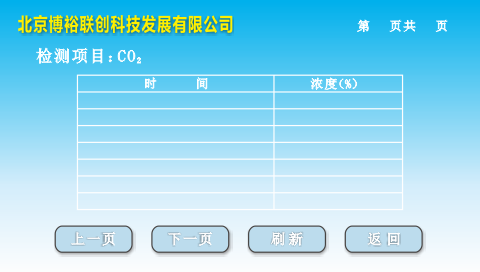 北京博裕联创科技发展有限公司
第 页共 页
检测项目：CO₂
时 间 浓度(%)
上一页 下一页 刷新 返回